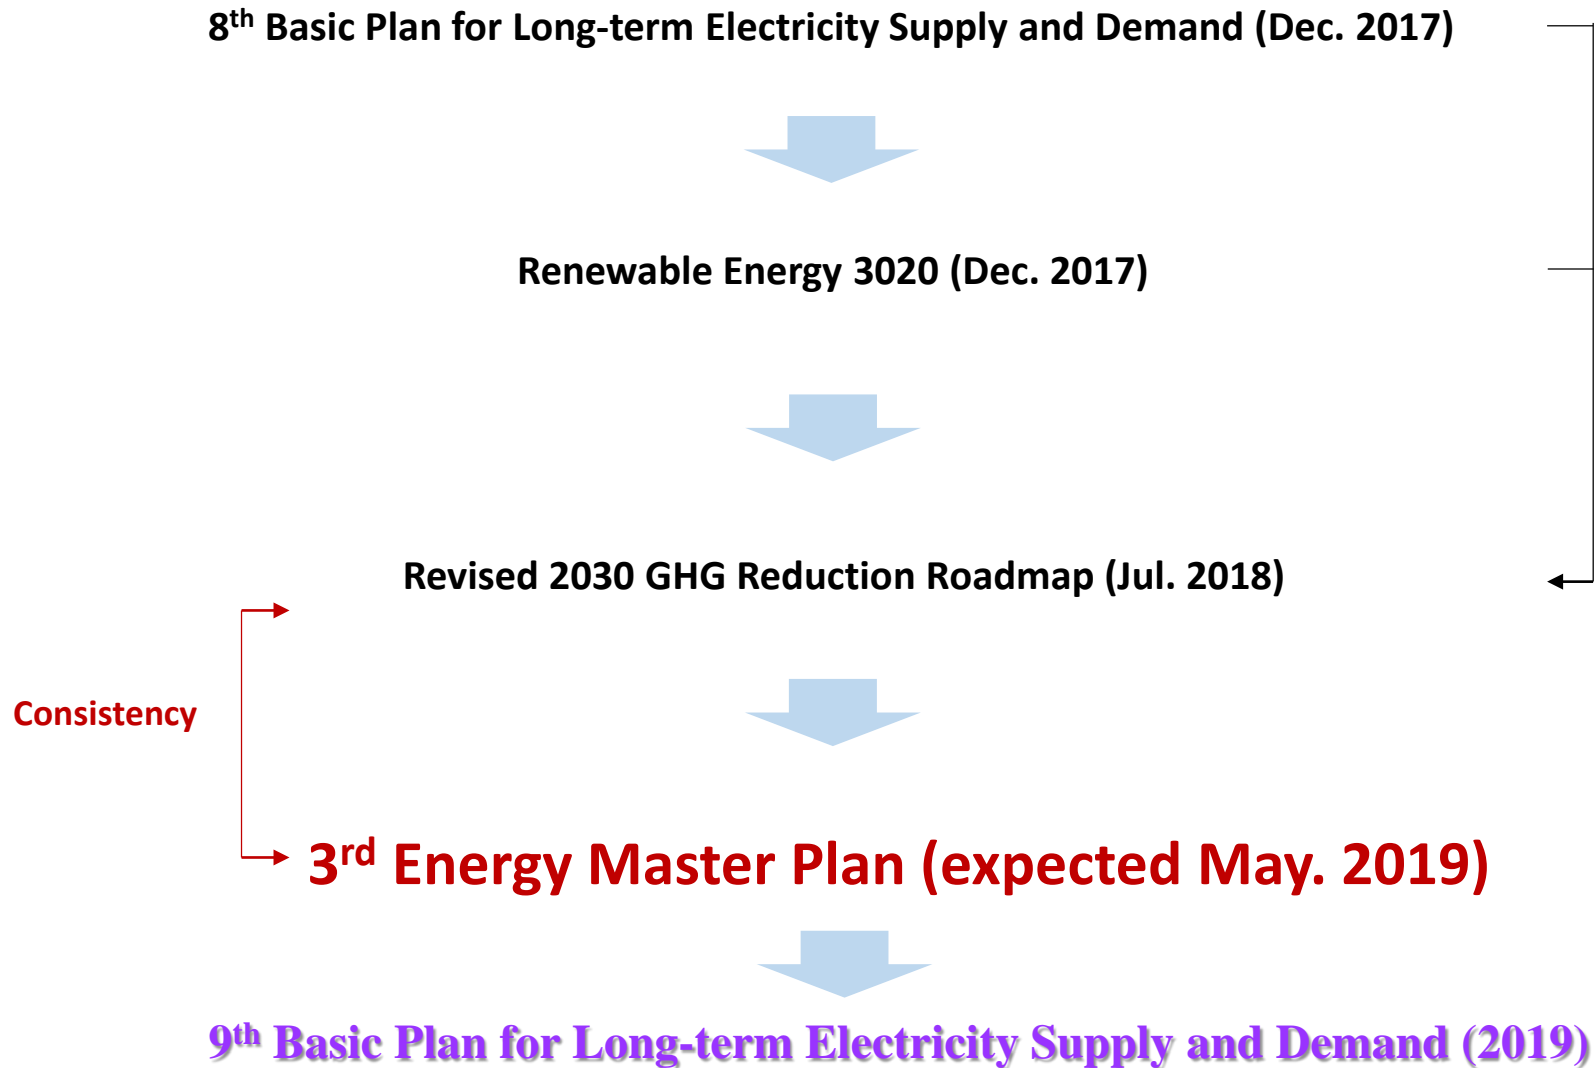 8th Basic Plan for Long-term Electricity Supply and Demand (Dec. 2017)
Renewable Energy 3020 (Dec. 2017)
Revised 2030 GHG Reduction Roadmap (Jul. 2018)
Consistency
3rd Energy Master Plan (expected May. 2019)
9th Basic Plan for Long-term Electricity Supply and Demand (2019)